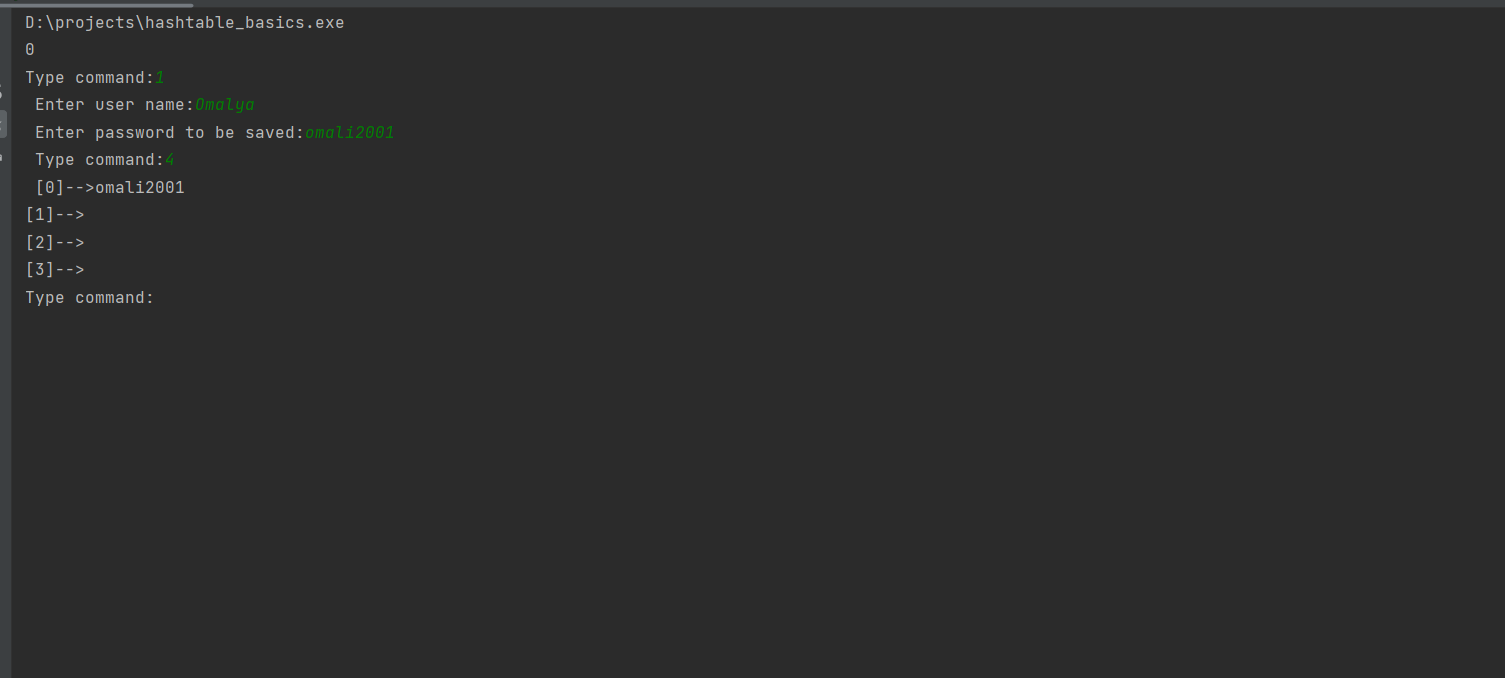 D:\projects\hashtable_basics.exe
0
Type command:1
Enter user name:Omalya
Enter password to be saved:omali2001
Type command:4
[0]-->omali2001
[1]-->
[2]-->
[3]-->
Type command: